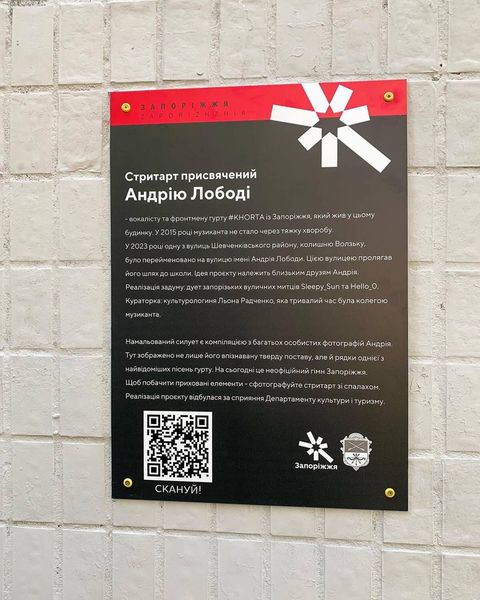 ЗАПОРІЖЖЯ
ZAPORIZHZHIA
Стритарт присвячений
Андрію Лободі
- вокалісту та фронтмену гурту #KHORTA із Запоріжжя, який жив у цьому
будинку. У 2015 році музиканта не стало через тяжку хворобу.
У 2023 році одну з вулиць Шевченківського району, колишню Волзьку,
було перейменовано на вулицю імені Андрія Лободи. Цією вулицею пролягав
його шлях до школи. Ідея проєкту належить близьким друзям Андрія.
Реалізація задуму: дует запорізьких вуличних митців Sleepy_Sun та Hello_O.
Кураторка: культурологиня Льона Радченко, яка тривалий час була колегою
музиканта.
Намальований силует є компіляцією з багатьох особистих фотографій Андрія.
Тут зображено не лише його впізнавану тверду поставу, але й рядки однієї з
найвідоміших пісень гурту. На сьогодні це неофіційний гімн Запоріжжя.
Щоб побачити приховані елементи - сфотографуйте стритарт зі спалахом.
Реалізація проєкту відбулася за сприяння Департаменту культури і туризму.
СКАНУЙ!
Запоріжжя